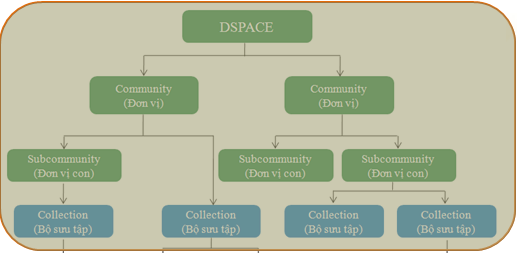 DSPACE
Community
(Đơn vị)
Community
(Đơn vị)
Subcommunity
(Đơn vị con)
Subcommunity
(Đơn vị con)
Subcommunity
(Đơn vị con)
Collection
(Bộ sưu tập)
Collection
(Bộ sưu tập)
Collection
(Bộ sưu tập)
Collection
(Bộ sưu tập)